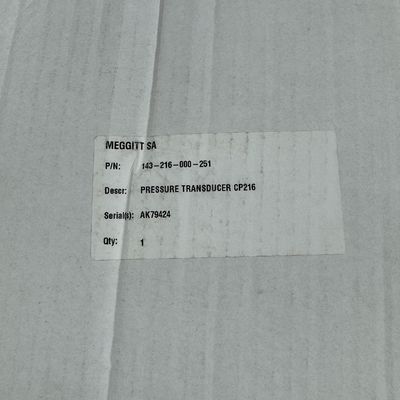 MEGGITT SA
P/N: 143-216-000-251
Descr: PRESSURE TRANSDUCER CP216
Serial(s): AK79424
Qty: 1